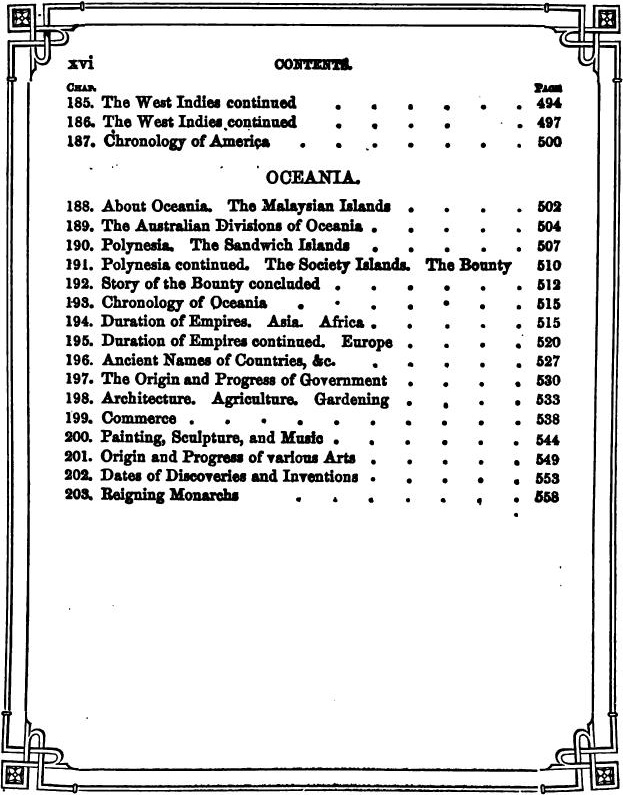 xvi CONTENTS.
CHAP. PAGE
185. The West Indies continued . . . . . . 494
186. The West Indies continued . . . . . 497
187. Chronology of America . . . . . . . 500
OCEANIA.
188. About Oceania. The Malaysian Islands . . . . 502
189. The Australian Divisions of Oceania . . . . . 504
190. Polynesia. The Sandwich Islands . . . . . 507
191. Polynesia continued. The Society Islands. The Bounty 510
192. Story of the Bounty concluded . . . . . . 512
193. Chronology of Oceania . . . . . . . 515
194. Duration of Empires. Asia. Africa . . . . . 515
195. Duration of Empires continued. Europe . . . . 520
196. Ancient Names of Countries, &c. . . . . . 527
197. The Origin and Progress of Government . . . . 530
198. Architecture. Agriculture. Gardening . . . . 533
199. Commerce . . . . . . . . . . 538
200. Painting, Sculpture, and Music . . . . . . 544
201. Origin and Progress of various Arts . . . . . 549
202. Dates of Discoveries and Inventions . . . . . 553
203. Reigning Monarchs . . . . . . . 558